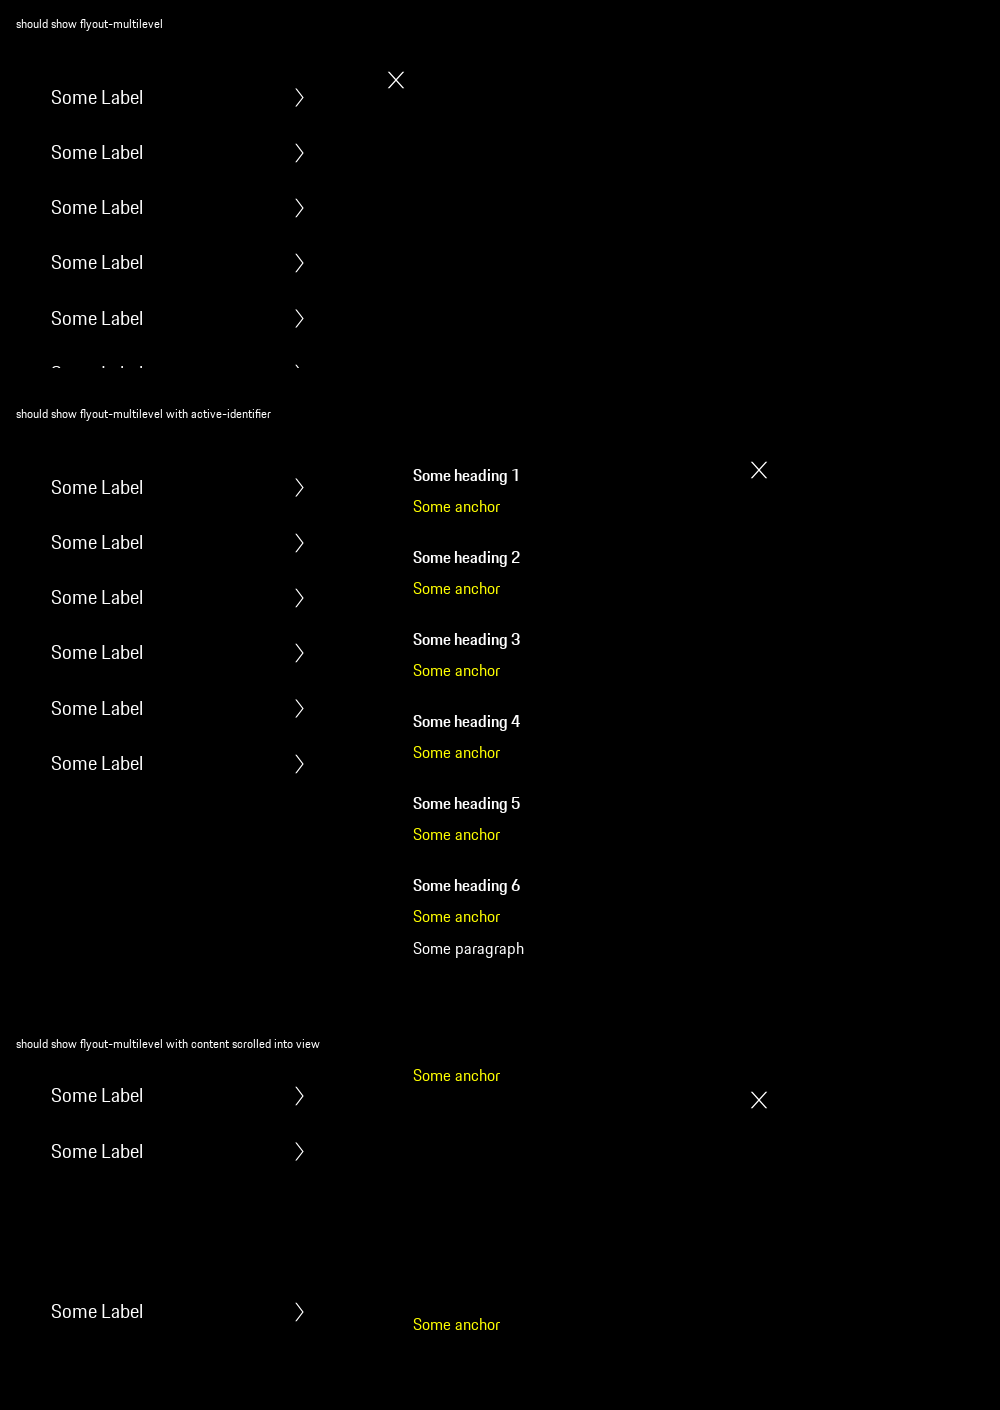 should show flyout-multilevel
Some Label
Some Label
Some Label
Some Label
Some Label
should show flyout-multilevel with active-identifier
Some Label
Some Label
Some Label
Some Label
Some Label
Some Label
Some heading 1
Some anchor
Some heading 2
Some anchor
Some heading 3
Some anchor
Some heading 4
Some anchor
Some heading 5
Some anchor
Some heading 6
Some anchor
Some paragraph
should show flyout-multilevel with content scrolled into view
Some Label
Some Label
Some Label
Some anchor
Some anchor